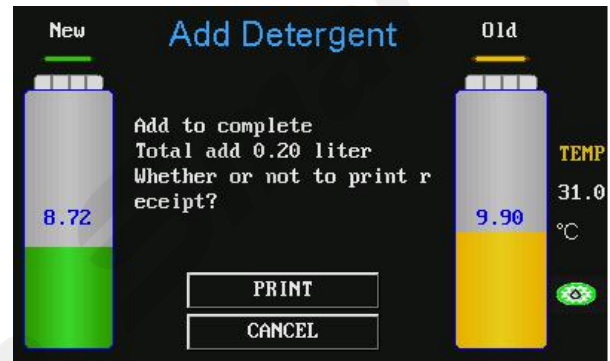 New
Add Detergent
Old
Add to complete
Total add 0.20 liter
Whether or not to print r
eceipt?
TEMP
31.0
°C
8.72
9.90
PRINT
CANCEL